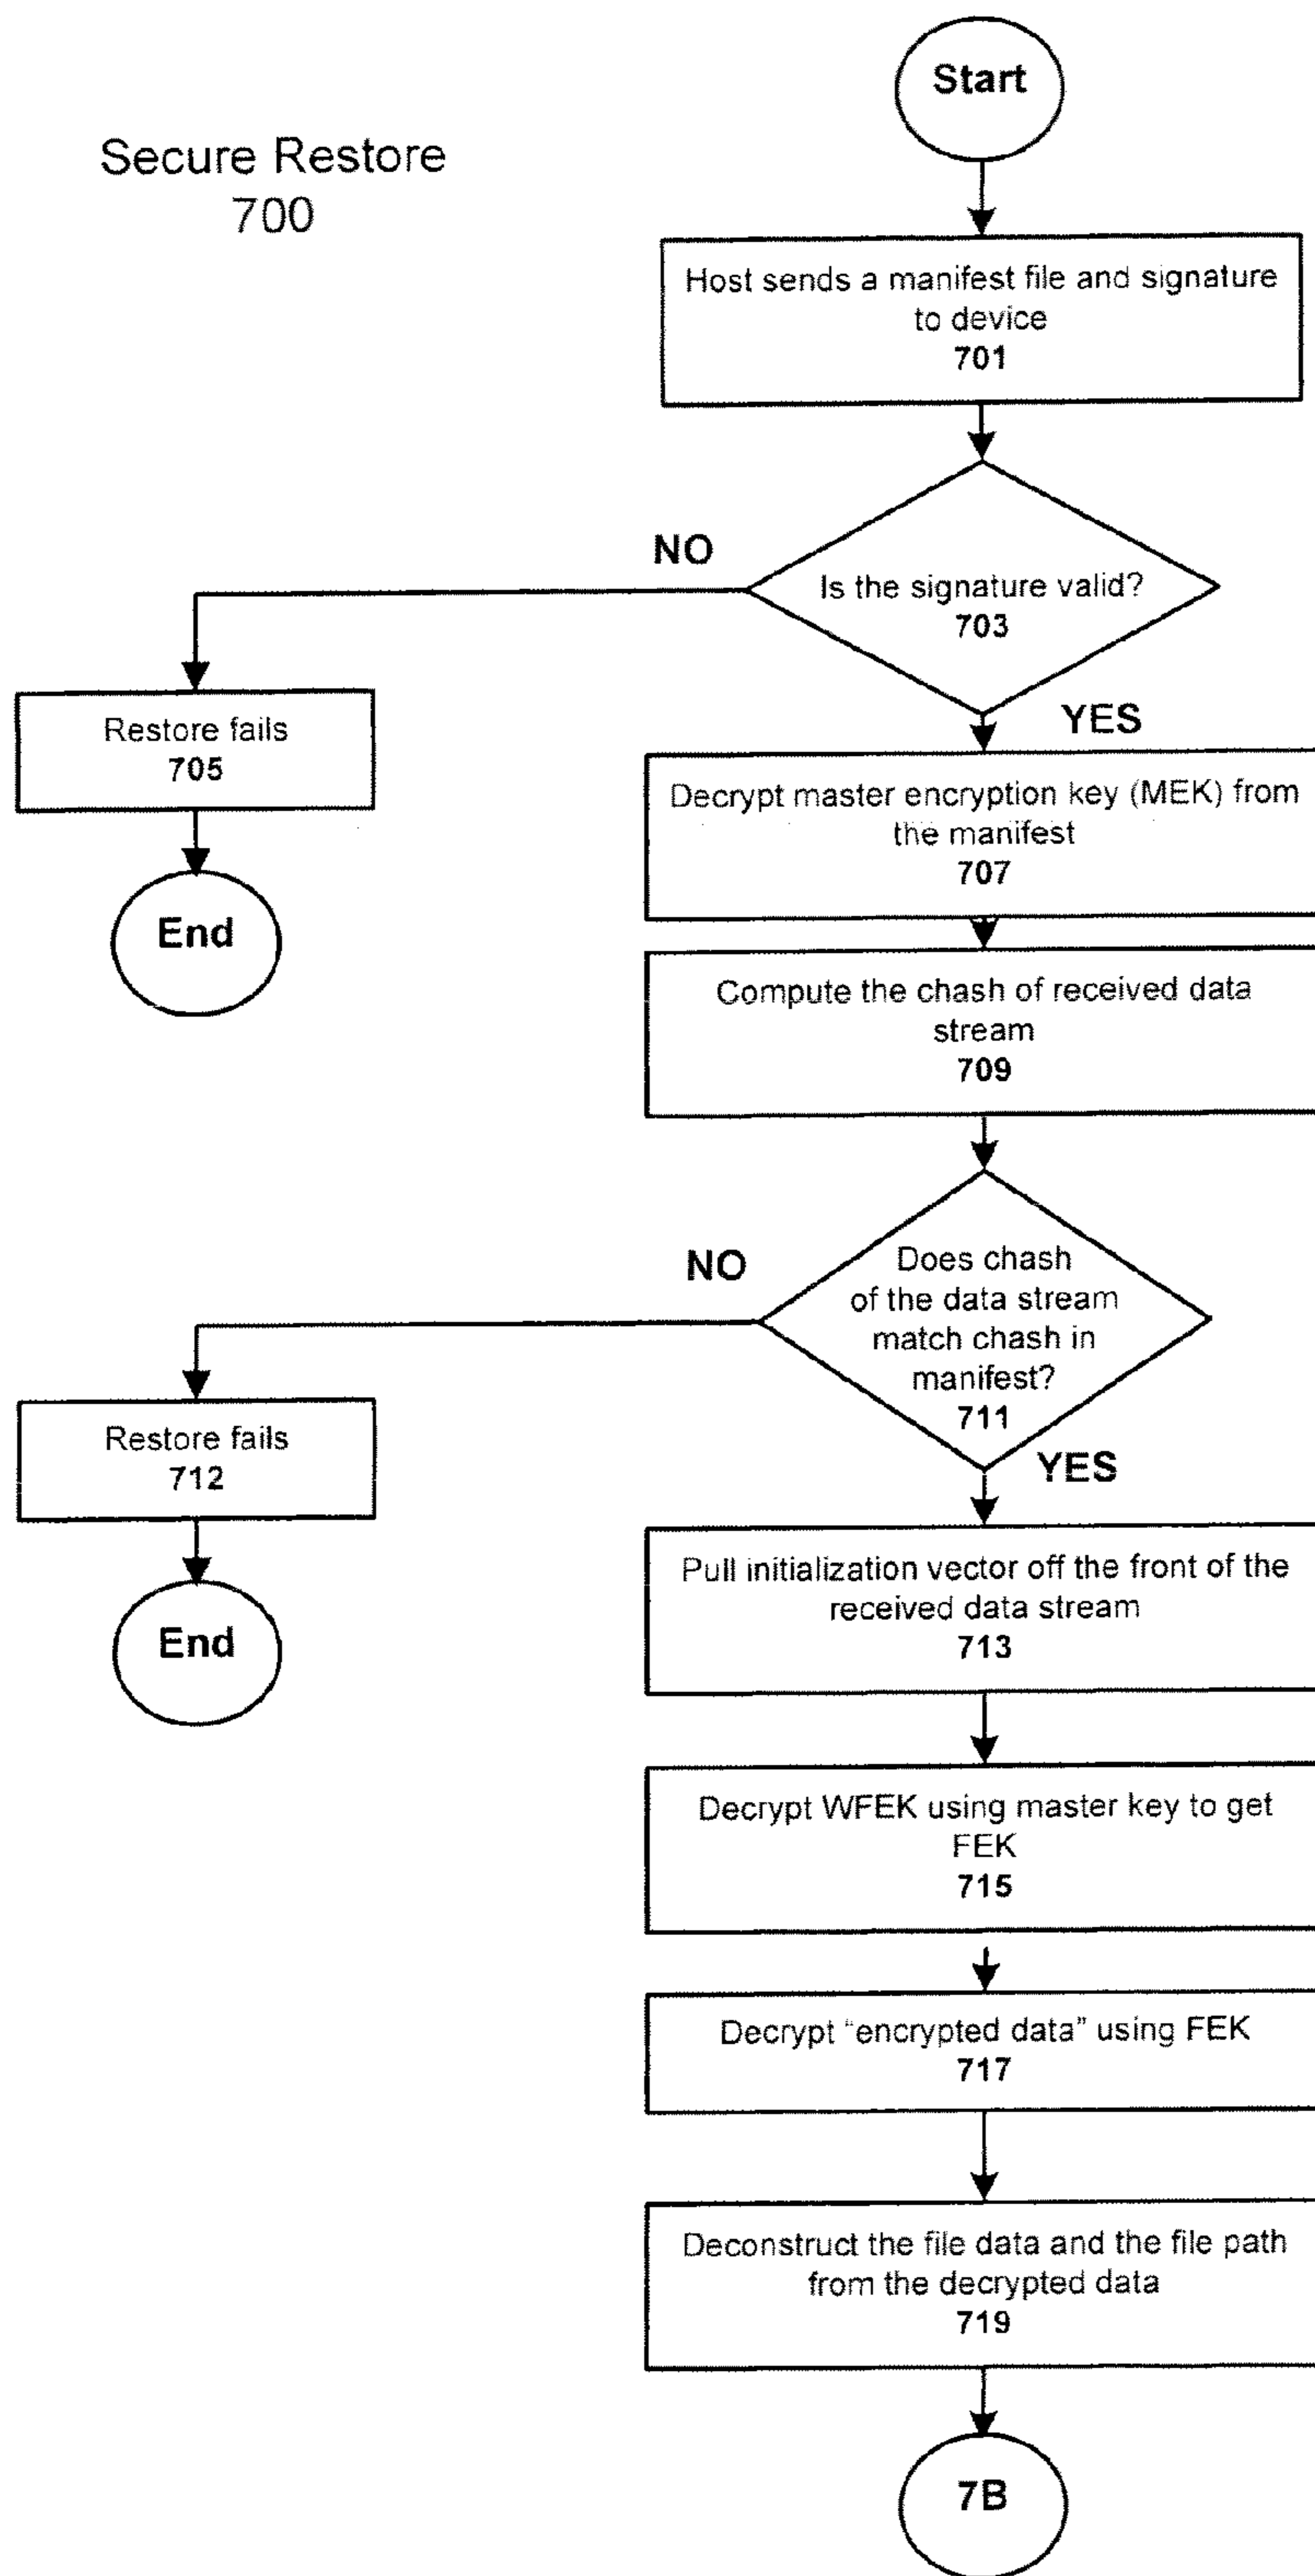 Start
Secure Restore
700
Host sends a manifest file and signature
to device
701
NO
Is the signature valid?
703
YES
Restore fails
705
End
Decrypt master encryption key (MEK) from
the manifest
707
Compute the chash of received data
stream
709
NO
Does chash
of the data stream
match chash in
manifest?
711
YES
Restore fails
712
End
Pull initialization vector off the front of the
received data stream
713
Decrypt WFEK using master key to get
FEK
715
Decrypt “encrypted data” using FEK
717
Deconstruct the file data and the file path
from the decrypted data
719
7B